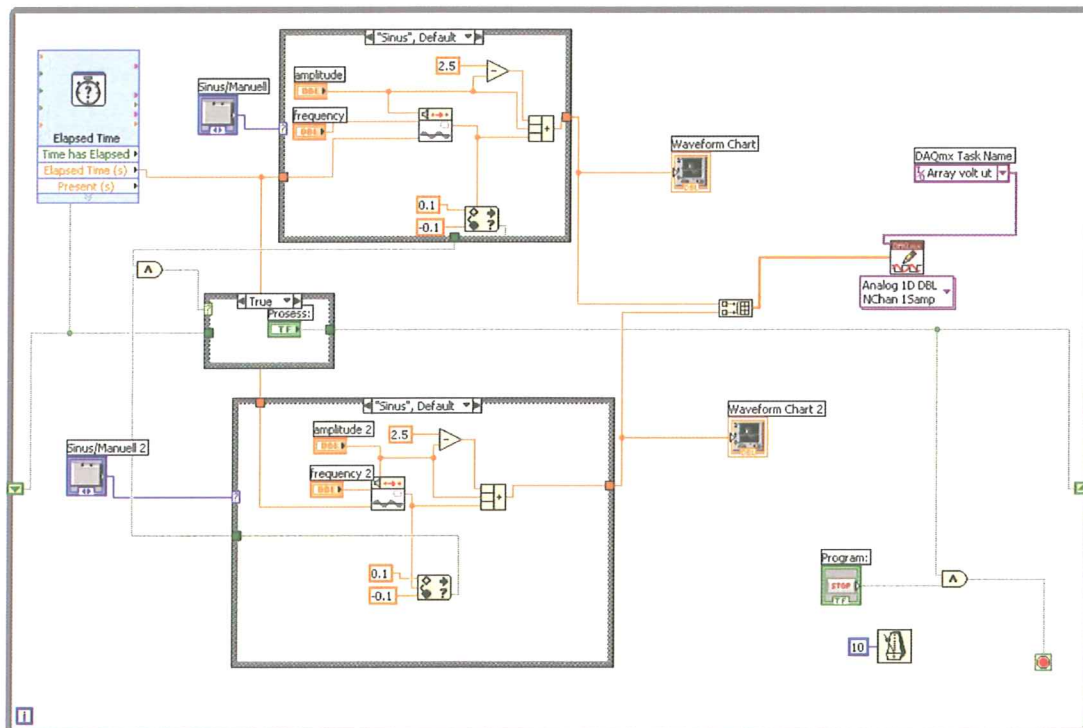 "Sinus", Default
2.5
amplitude
DBL
Sinus/Manuell
frequency
DBL
Elapsed Time
Time has Elapsed
Elapsed Time (s)
Present (s)
0.1
-0.1
Waveform Chart
DBL
DAQmx Task Name
Array volt ut
Analog 1D DBL
NChan 1Samp
True
Prosess:
TF
"Sinus", Default
2.5
amplitude 2
DBL
Sinus/Manuell 2
frequency 2
DBL
0.1
-0.1
Waveform Chart 2
DBL
Program:
STOP
TF
10
i